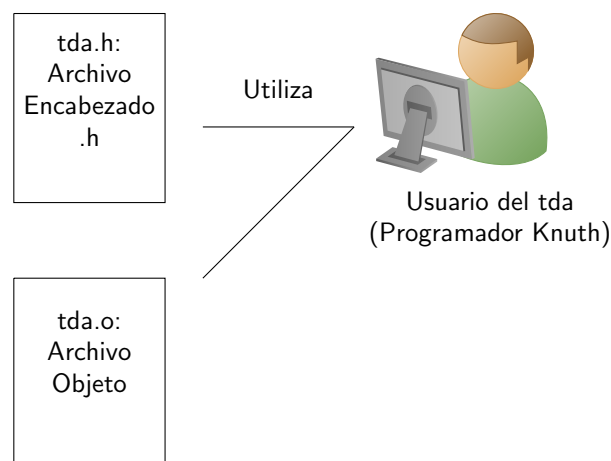 tda.h:
Archivo
Encabezado
.h
Utiliza
Usuario del tda
(Programador Knuth)
tda.o:
Archivo
Objeto